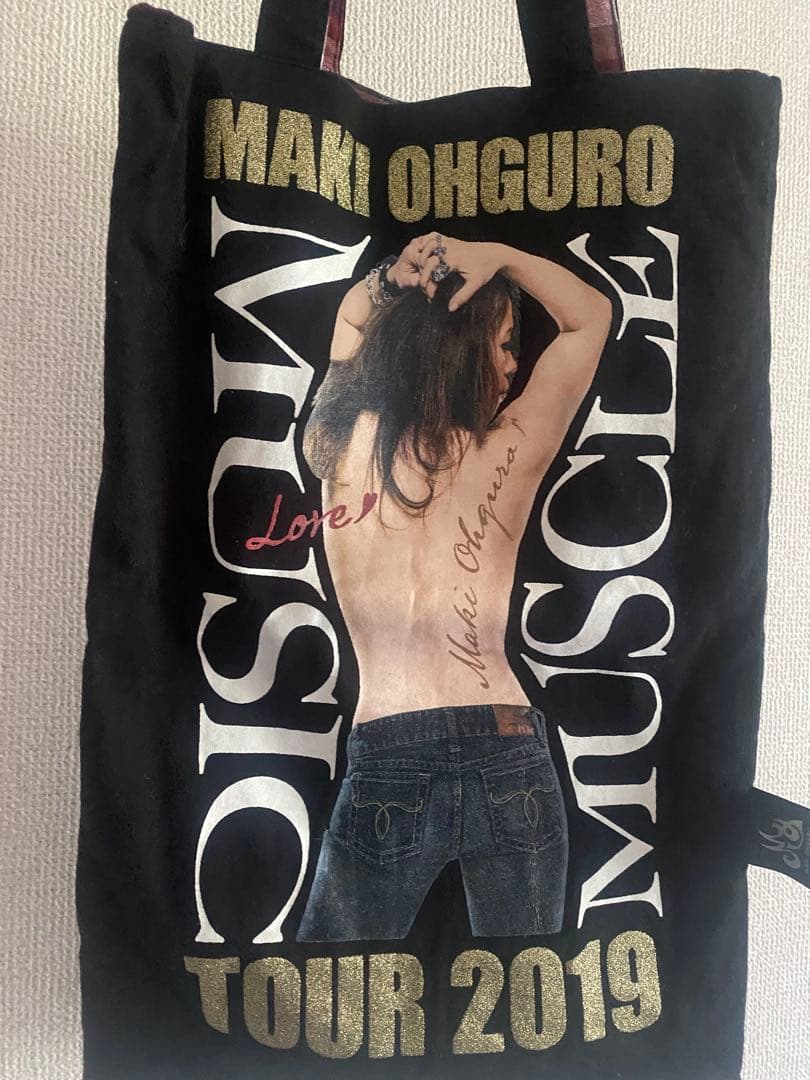 MAKI OHGURO
MUSIC
MUSCLE
Love
Maki Ohguro
TOUR 2019